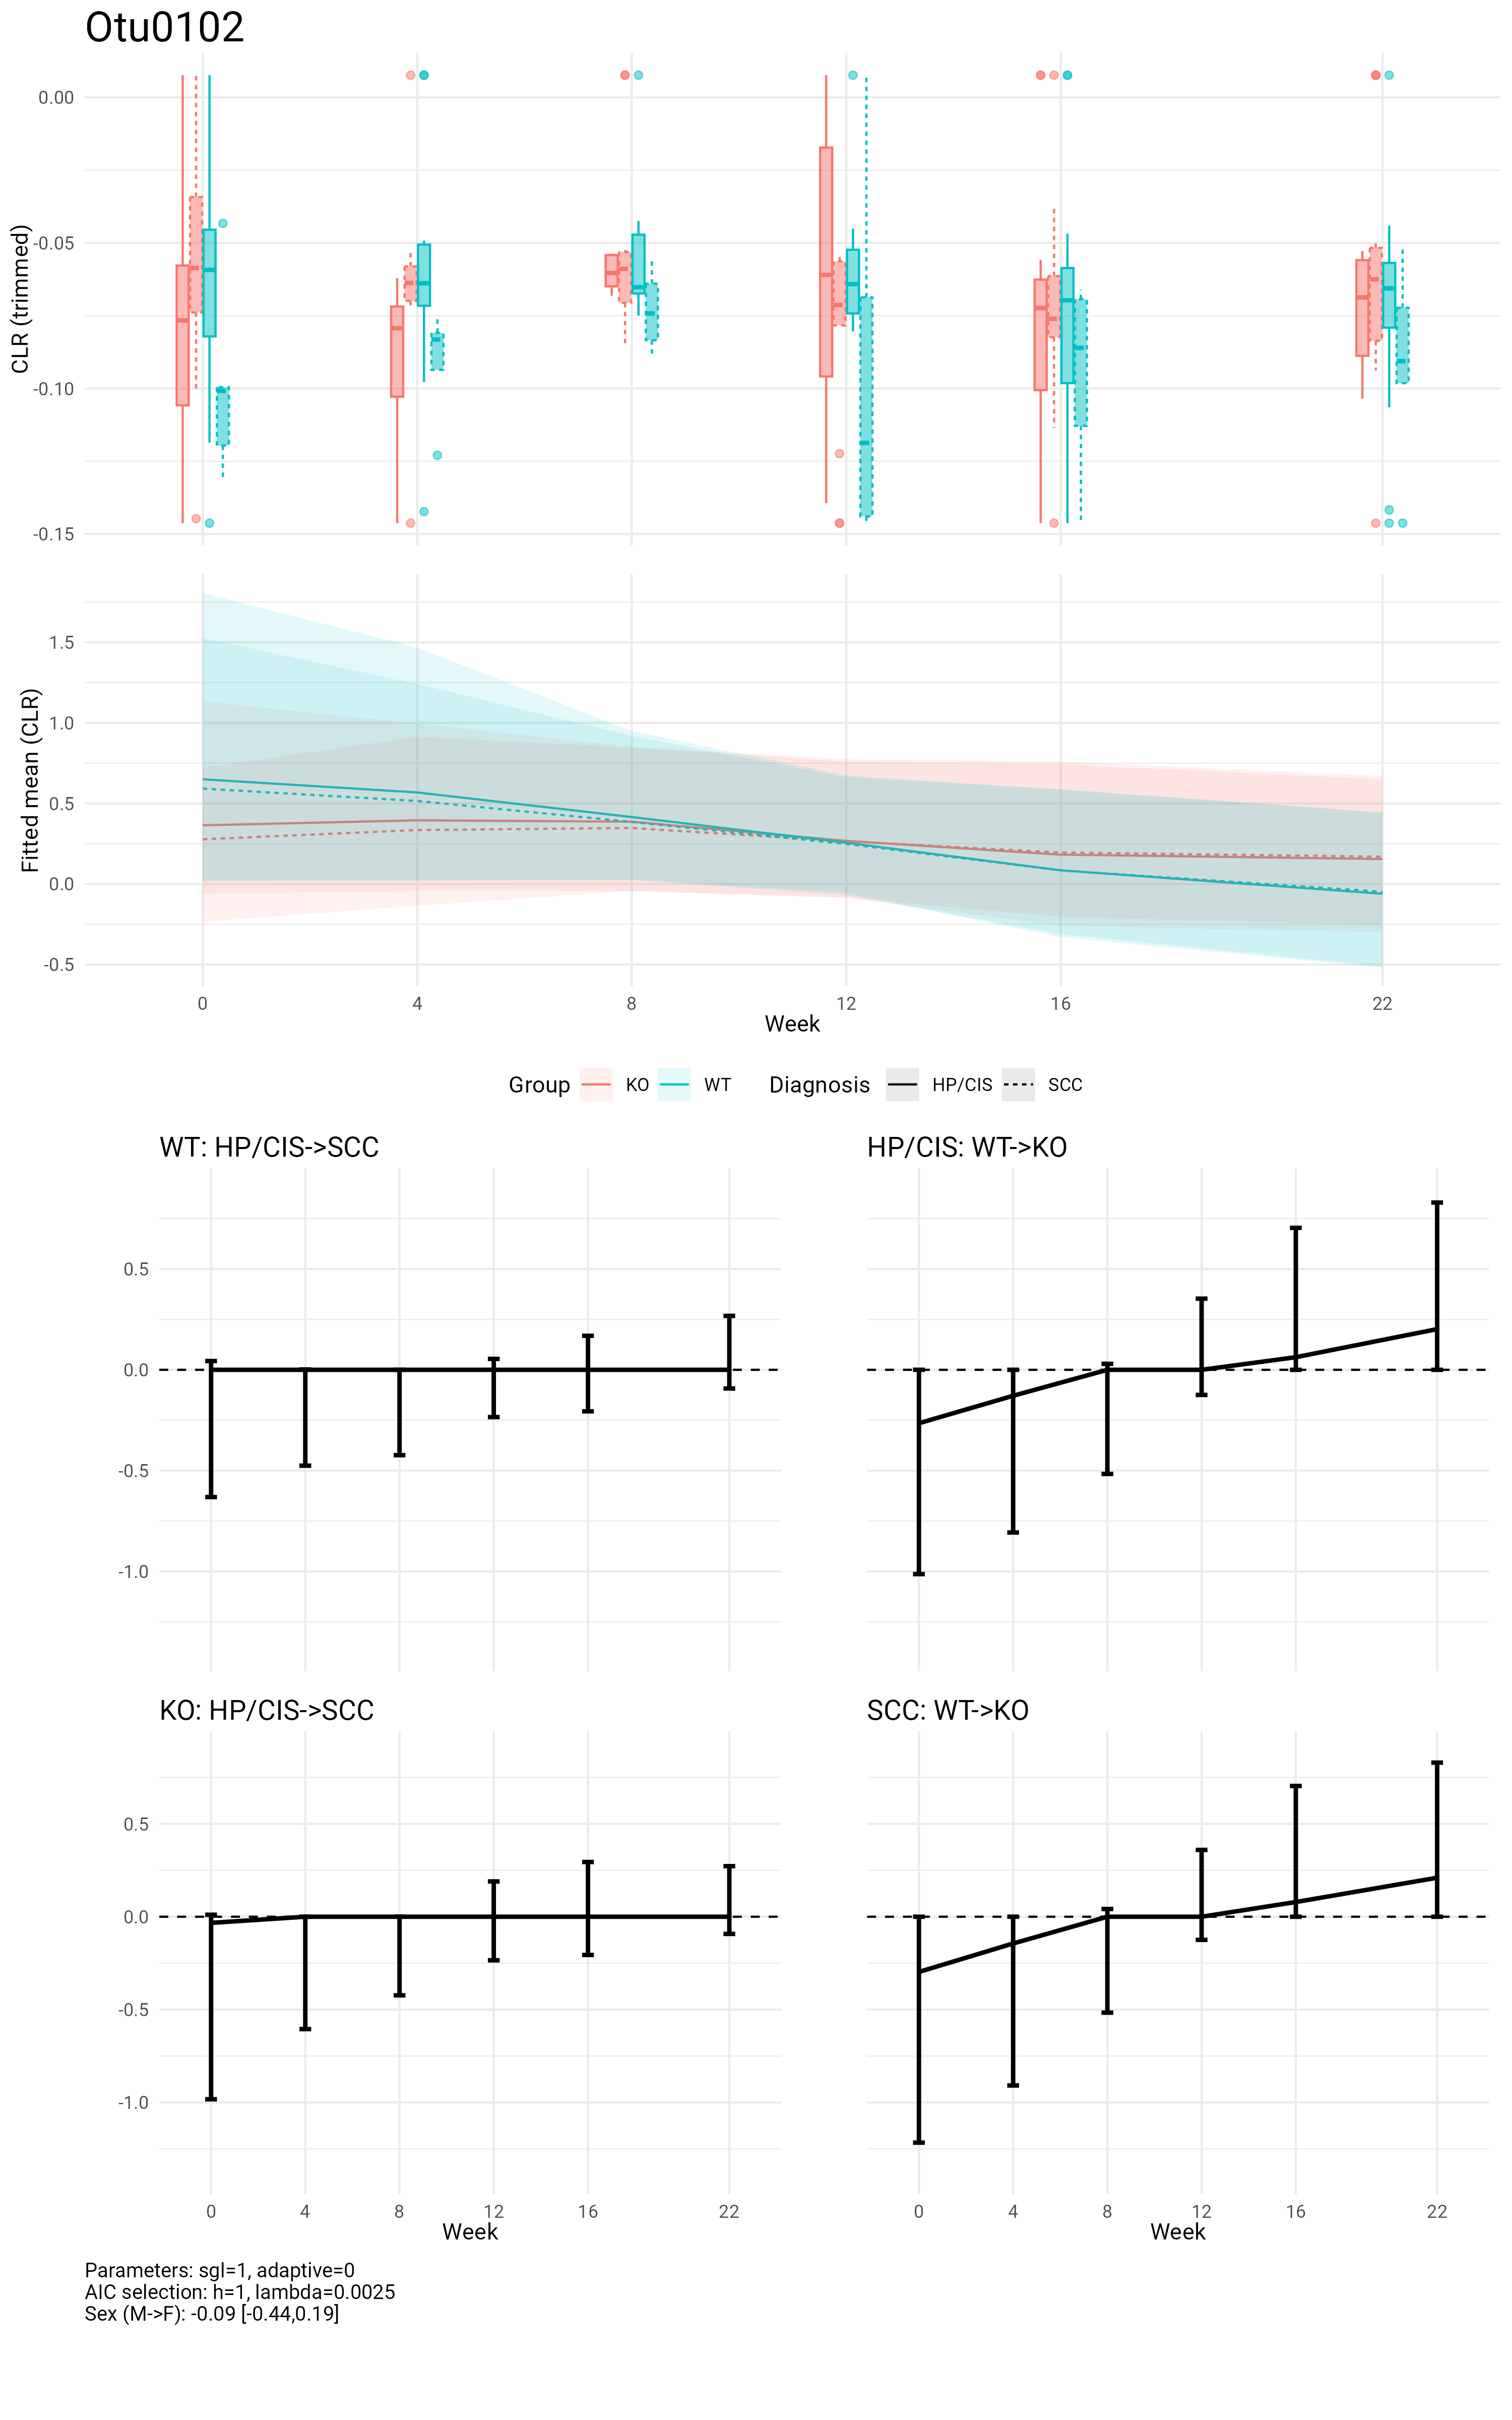 Otu0102
CLR (trimmed)
0.00
-0.05
-0.10
-0.15
Fitted mean (CLR)
1.5
1.0
0.5
0.0
-0.5
0 4 8 12 16 22
Week
Group KO WT Diagnosis HP/CIS SCC
WT: HP/CIS->SCC
HP/CIS: WT->KO
0.5
0.0
-0.5
-1.0
KO: HP/CIS->SCC
SCC: WT->KO
0.5
0.0
-0.5
-1.0
0 4 8 12 16 22
Week
0 4 8 12 16 22
Week
Parameters: sgl=1, adaptive=0
AIC selection: h=1, lambda=0.0025
Sex (M->F): -0.09 [-0.44,0.19]